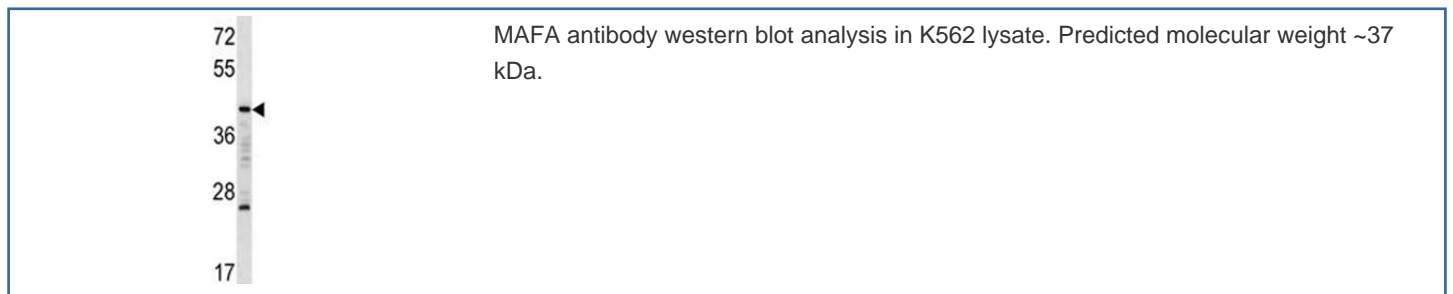 72
55
36
28
17
MAFA antibody western blot analysis in K562 lysate. Predicted molecular weight ~37
kDa.